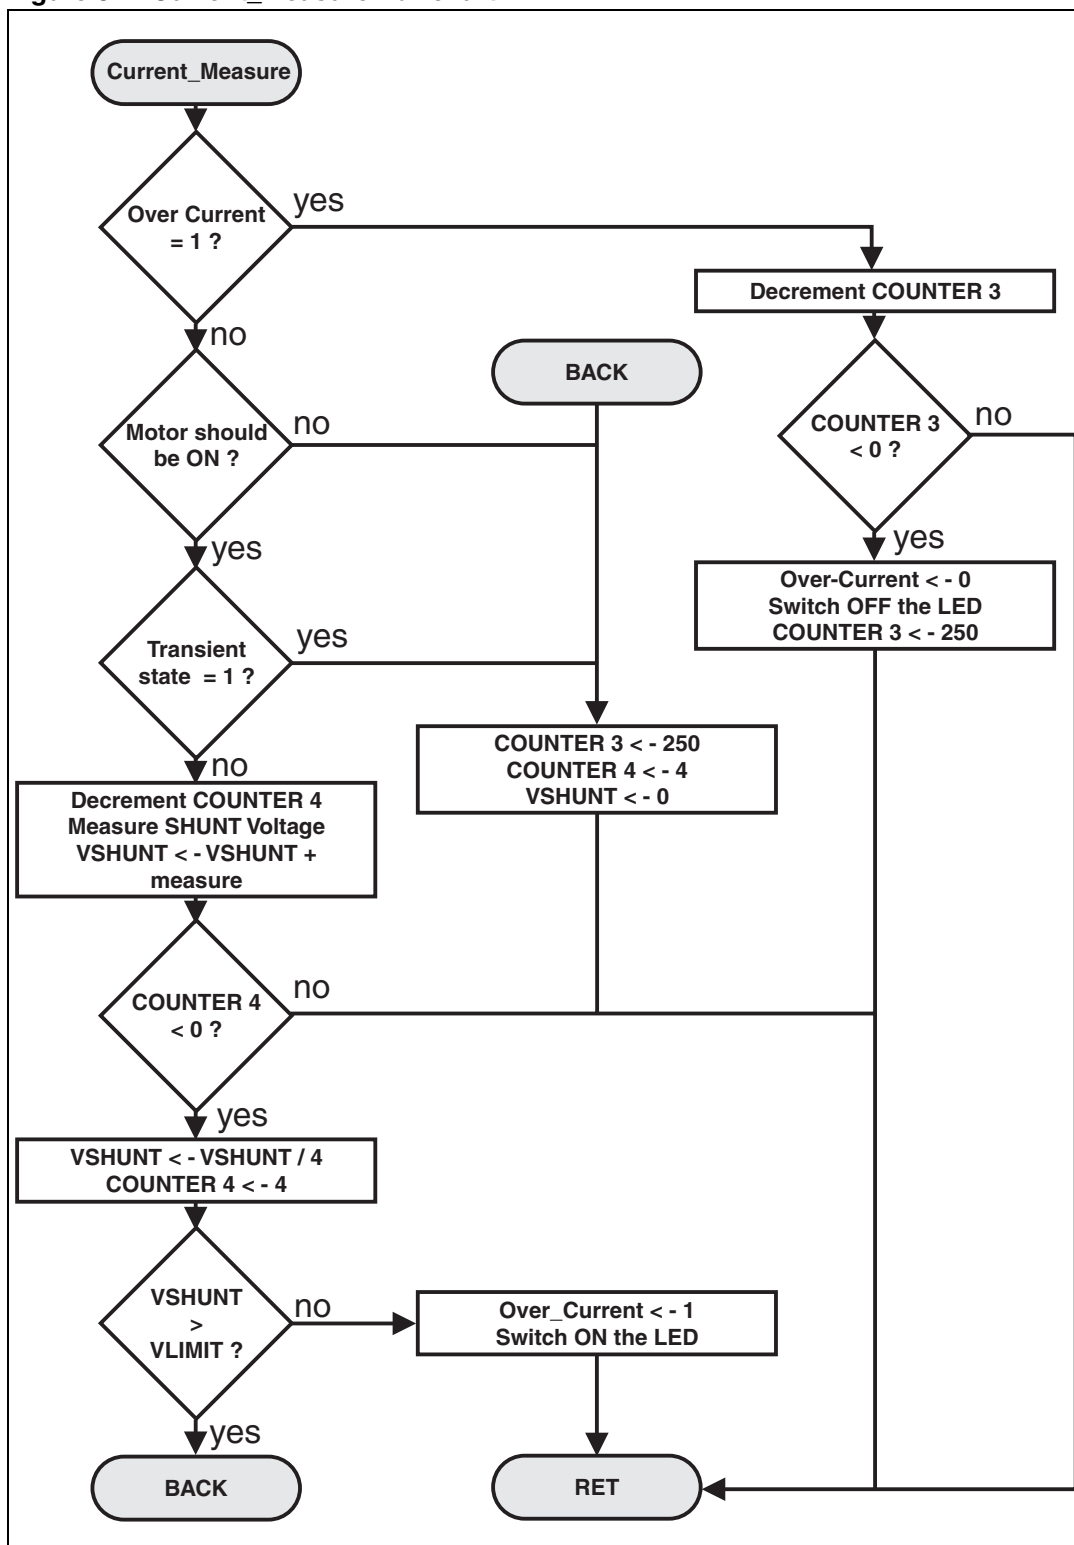 Current_Measure
Over Current
= 1 ?
yes
no
Decrement COUNTER 3
COUNTER 3
< 0 ?
no
yes
Over-Current < - 0
Switch OFF the LED
COUNTER 3 < - 250
BACK
Motor should
be ON ?
no
yes
Transient
state = 1 ?
yes
no
COUNTER 3 < - 250
COUNTER 4 < - 4
VSHUNT < - 0
Decrement COUNTER 4
Measure SHUNT Voltage
VSHUNT < - VSHUNT +
measure
COUNTER 4
< 0 ?
no
yes
VSHUNT < - VSHUNT / 4
COUNTER 4 < - 4
VSHUNT
>
VLIMIT ?
no
yes
Over_Current < - 1
Switch ON the LED
BACK
RET